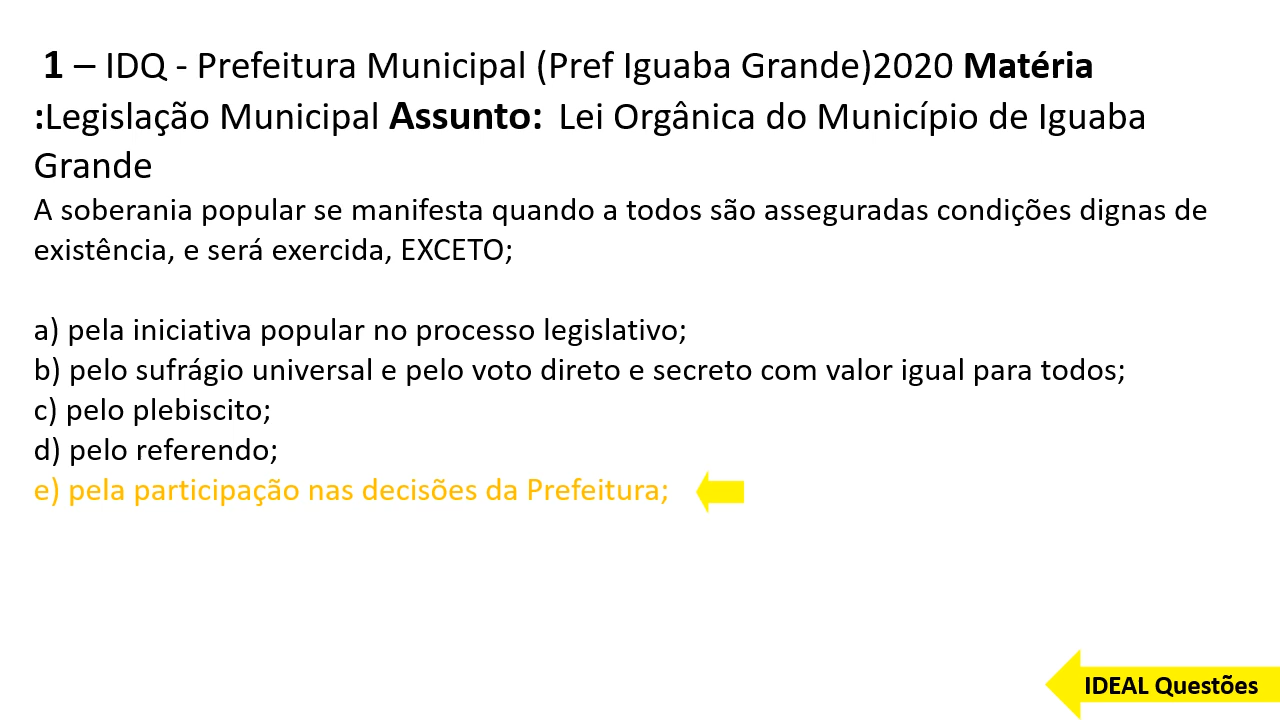 1 – IDQ - Prefeitura Municipal (Pref Iguaba Grande)2020 Matéria
:Legislação Municipal Assunto: Lei Orgânica do Município de Iguaba
Grande
A soberania popular se manifesta quando a todos são asseguradas condições dignas de
existência, e será exercida, EXCETO;
a) pela iniciativa popular no processo legislativo;
b) pelo sufrágio universal e pelo voto direto e secreto com valor igual para todos;
c) pelo plebiscito;
d) pelo referendo;
e) pela participação nas decisões da Prefeitura;
IDEAL Questões